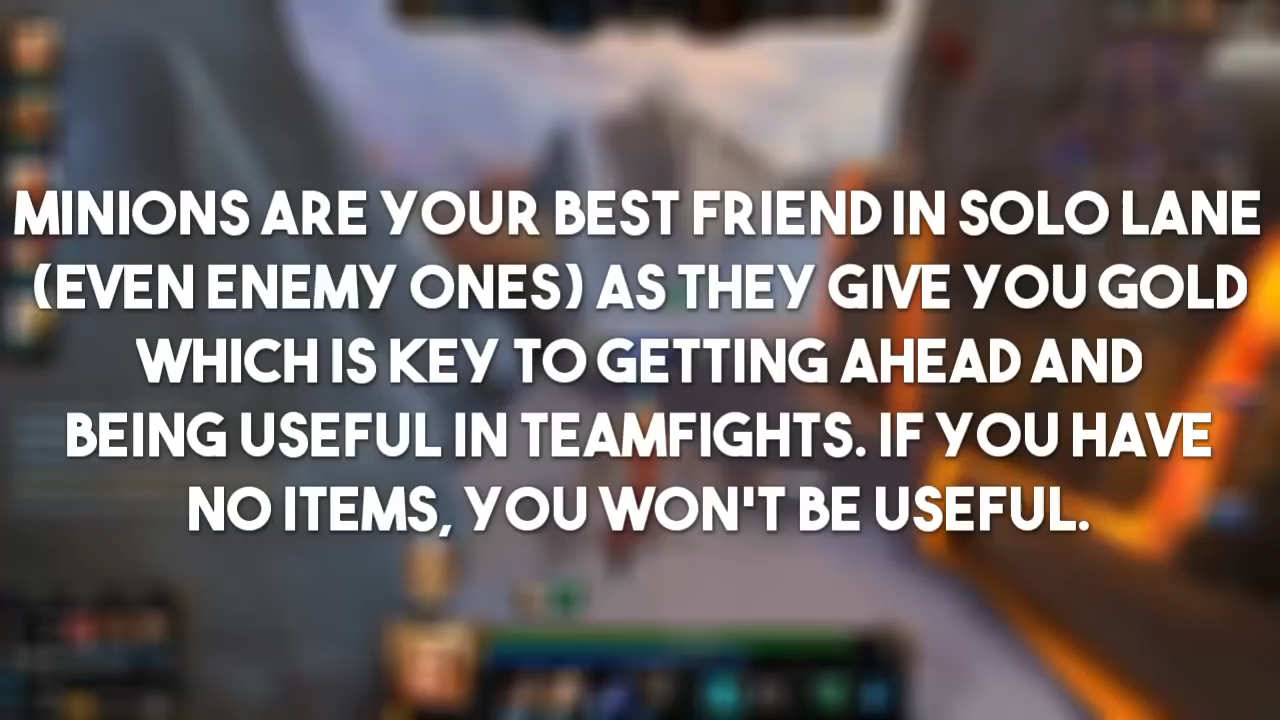 MINIONS ARE YOUR BEST FRIEND IN SOLO LANE
(EVEN ENEMY ONES) AS THEY GIVE YOU GOLD
WHICH IS KEY TO GETTING AHEAD AND
BEING USEFUL IN TEAMFIGHTS. IF YOU HAVE
NO ITEMS, YOU WON'T BE USEFUL.